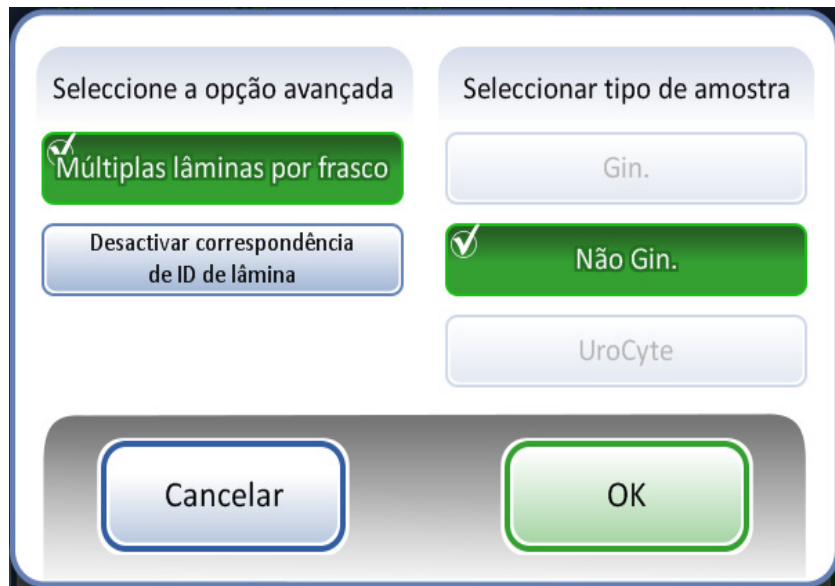 Seleccione a opção avançada
Múltiplas lâminas por frasco
Desactivar correspondência
de ID de lâmina
Seleccionar tipo de amostra
Gin.
Não Gin.
UroCyte
Cancelar
OK